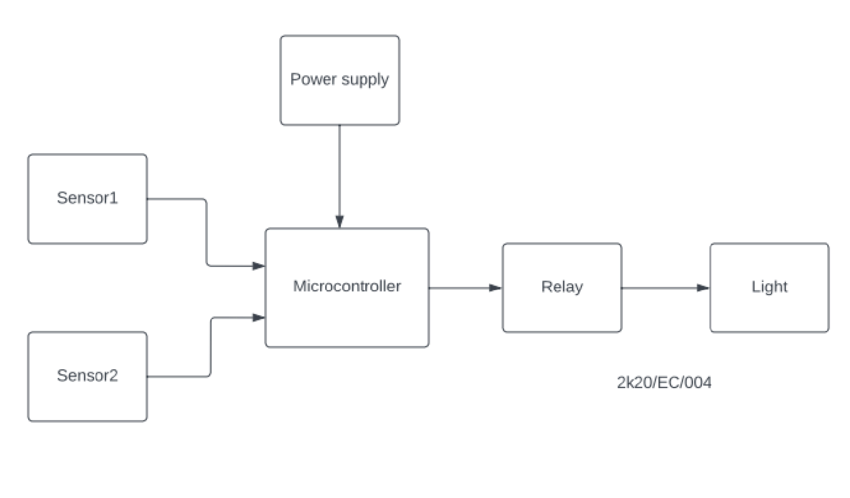 Power supply
Sensor1
Microcontroller
Relay
Light
Sensor2
2k20/EC/004